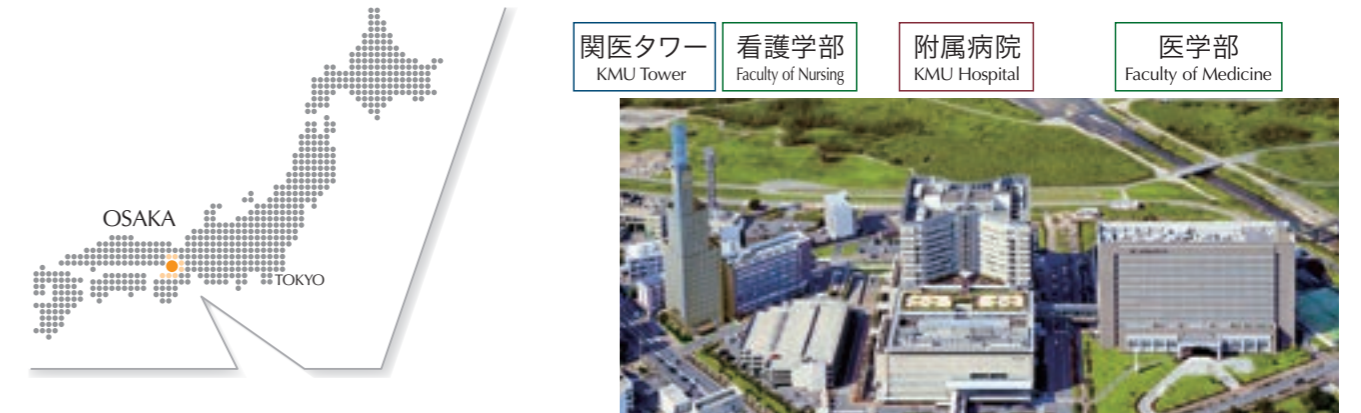 OSAKA
TOKYO
関医タワー
KMU Tower
看護学部
Faculty of Nursing
附属病院
KMU Hospital
医学部
Faculty of Medicine